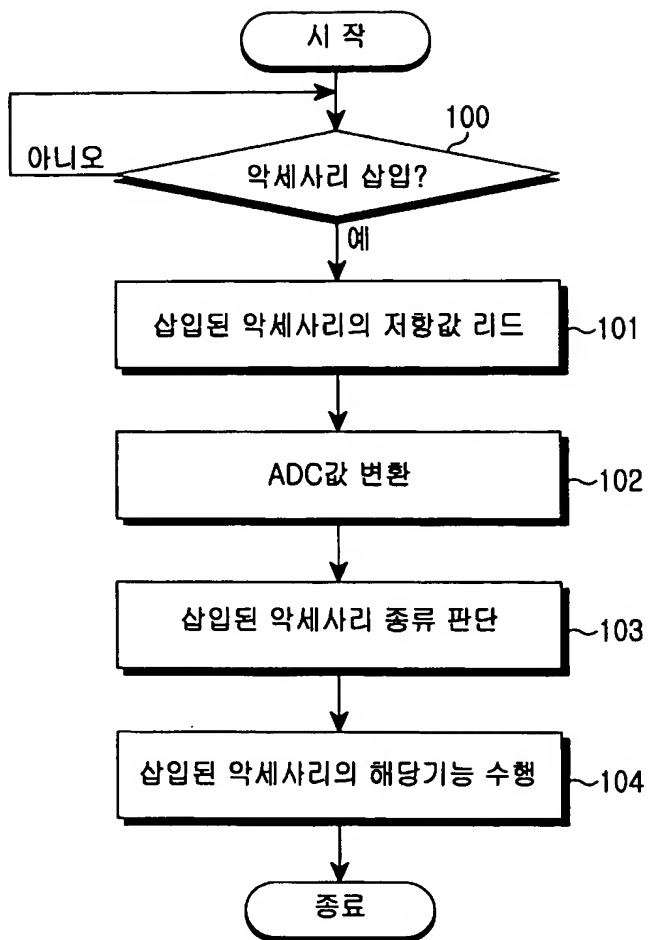 시 작
100
아니오
악세사리 삽입?
예
삽입된 악세사리의 저항값 리드
101
ADC값 변환
102
삽입된 악세사리 종류 판단
103
삽입된 악세사리의 해당기능 수행
104
종료